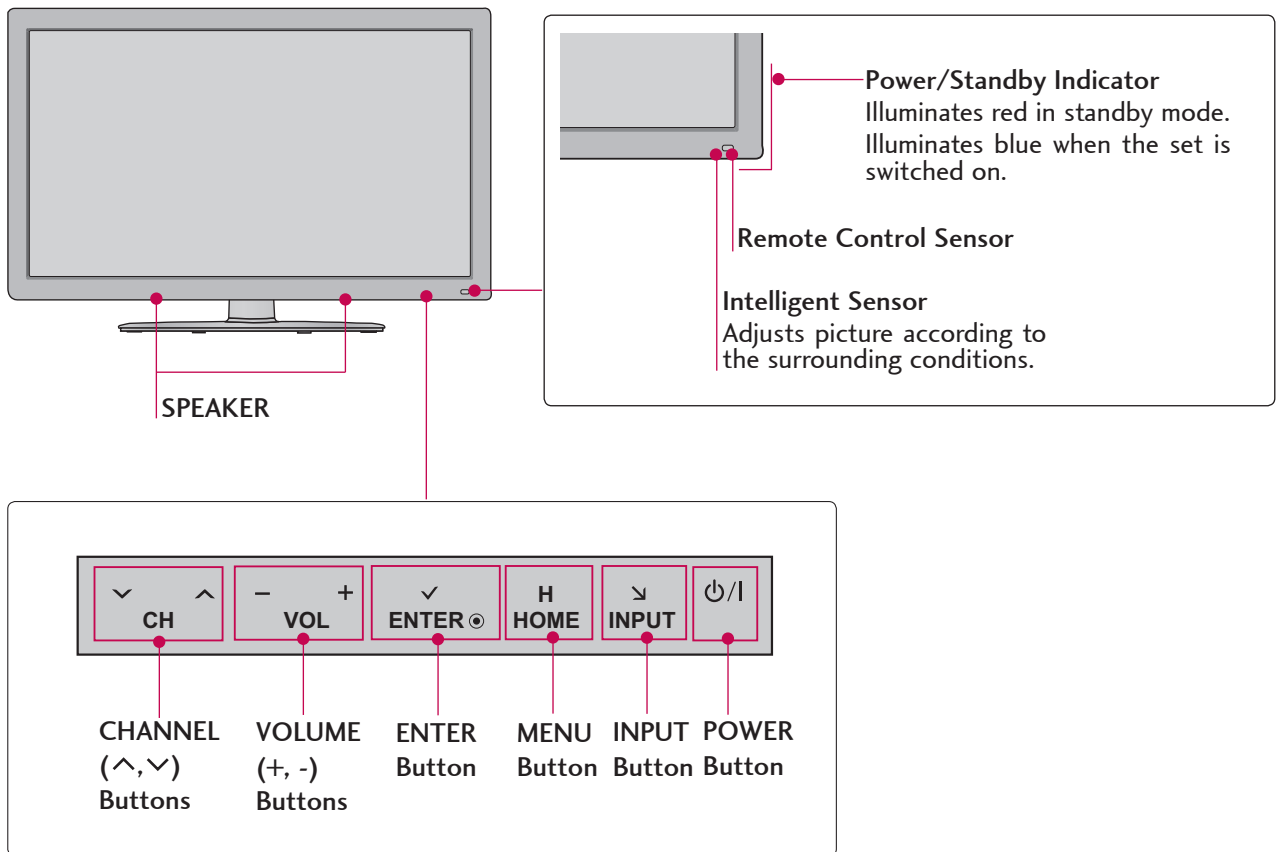 Power/Standby Indicator
Illuminates red in standby mode.
Illuminates blue when the set is
switched on.
Remote Control Sensor
Intelligent Sensor
Adjusts picture according to
the surrounding conditions.
SPEAKER
CH
- +
VOL
ENTER
H
HOME
INPUT
⏻/I
CHANNEL
(^,˅)
Buttons
VOLUME
(+, -)
Buttons
ENTER
Button
MENU
Button
INPUT
Button
POWER
Button